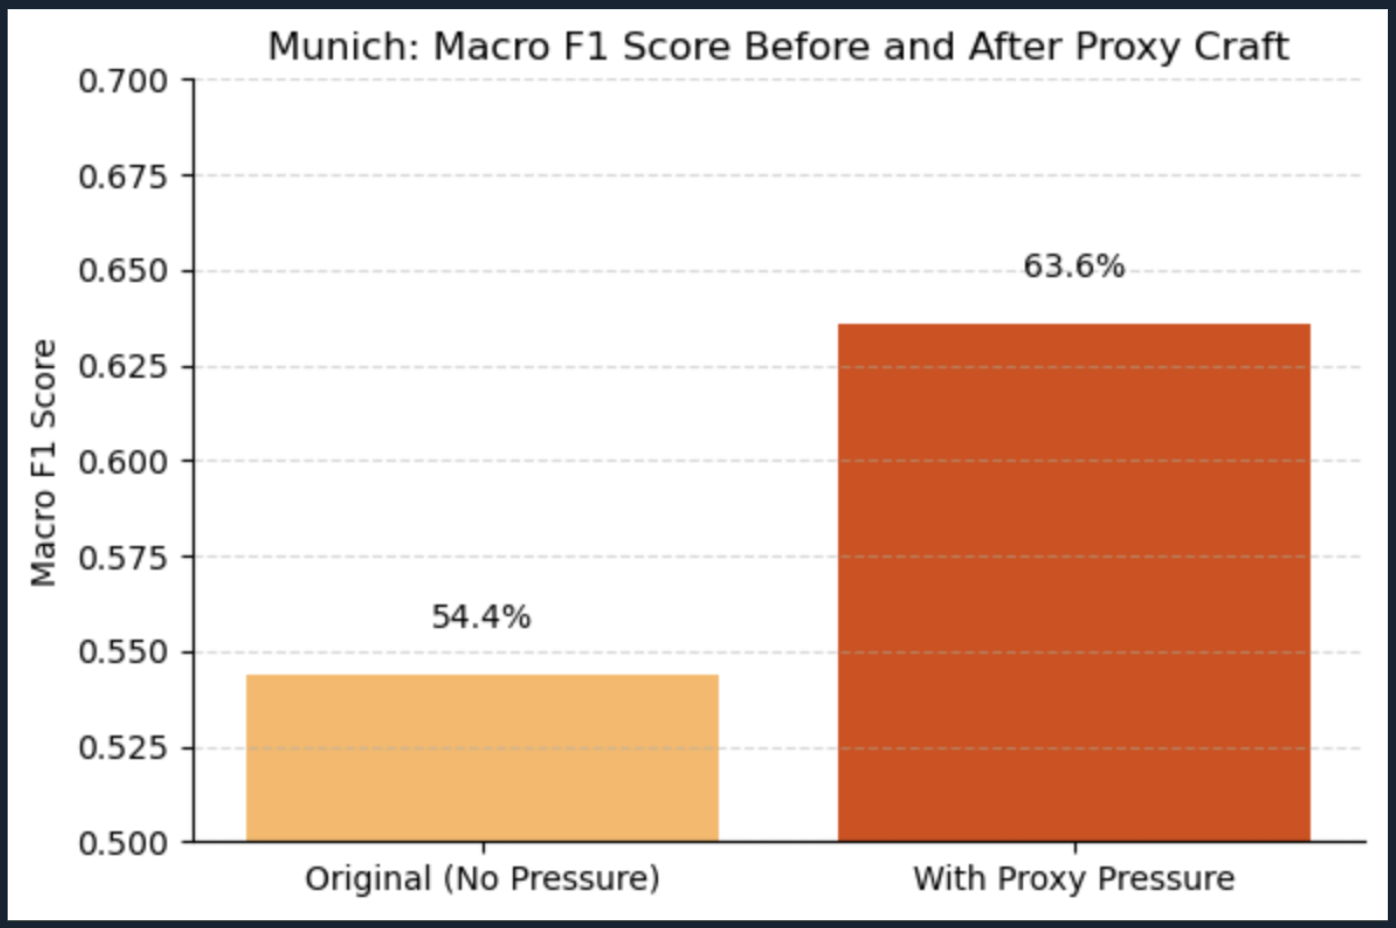 Munich: Macro F1 Score Before and After Proxy Craft
0.700
0.675
0.650
0.625
0.600
0.575
0.550
0.525
0.500
Macro F1 Score
54.4%
63.6%
Original (No Pressure)
With Proxy Pressure